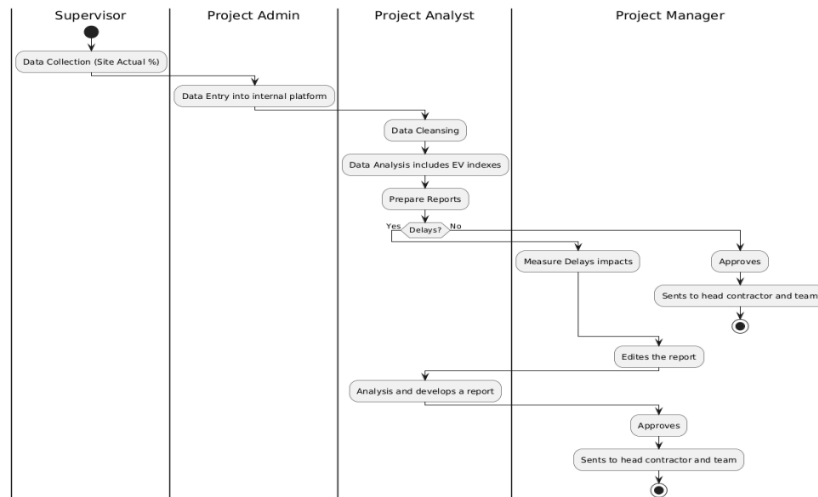 Supervisor
Project Admin
Project Analyst
Project Manager
Data Collection (Site Actual %)
Data Entry into internal platform
Data Cleansing
Data Analysis includes EV indexes
Prepare Reports
Yes
Delays?
No
Measure Delays impacts
Approves
Sents to head contractor and team
Edites the report
Analysis and develops a report
Approves
Sents to head contractor and team